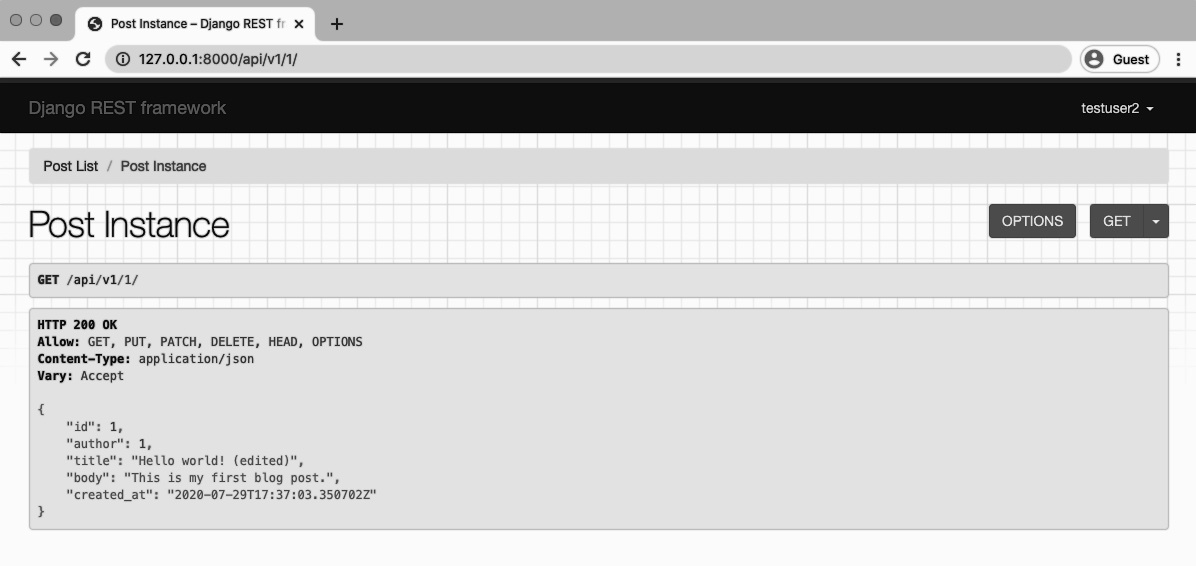 Post Instance – Django REST fr
127.0.0.1:8000/api/v1/1/
Guest
Django REST framework
testuser2
Post List / Post Instance
Post Instance
OPTIONS
GET
GET /api/v1/1/
HTTP 200 OK
Allow: GET, PUT, PATCH, DELETE, HEAD, OPTIONS
Content-Type: application/json
Vary: Accept
{
    "id": 1,
    "author": 1,
    "title": "Hello world! (edited)",
    "body": "This is my first blog post.",
    "created_at": "2020-07-29T17:37:03.350702Z"
}